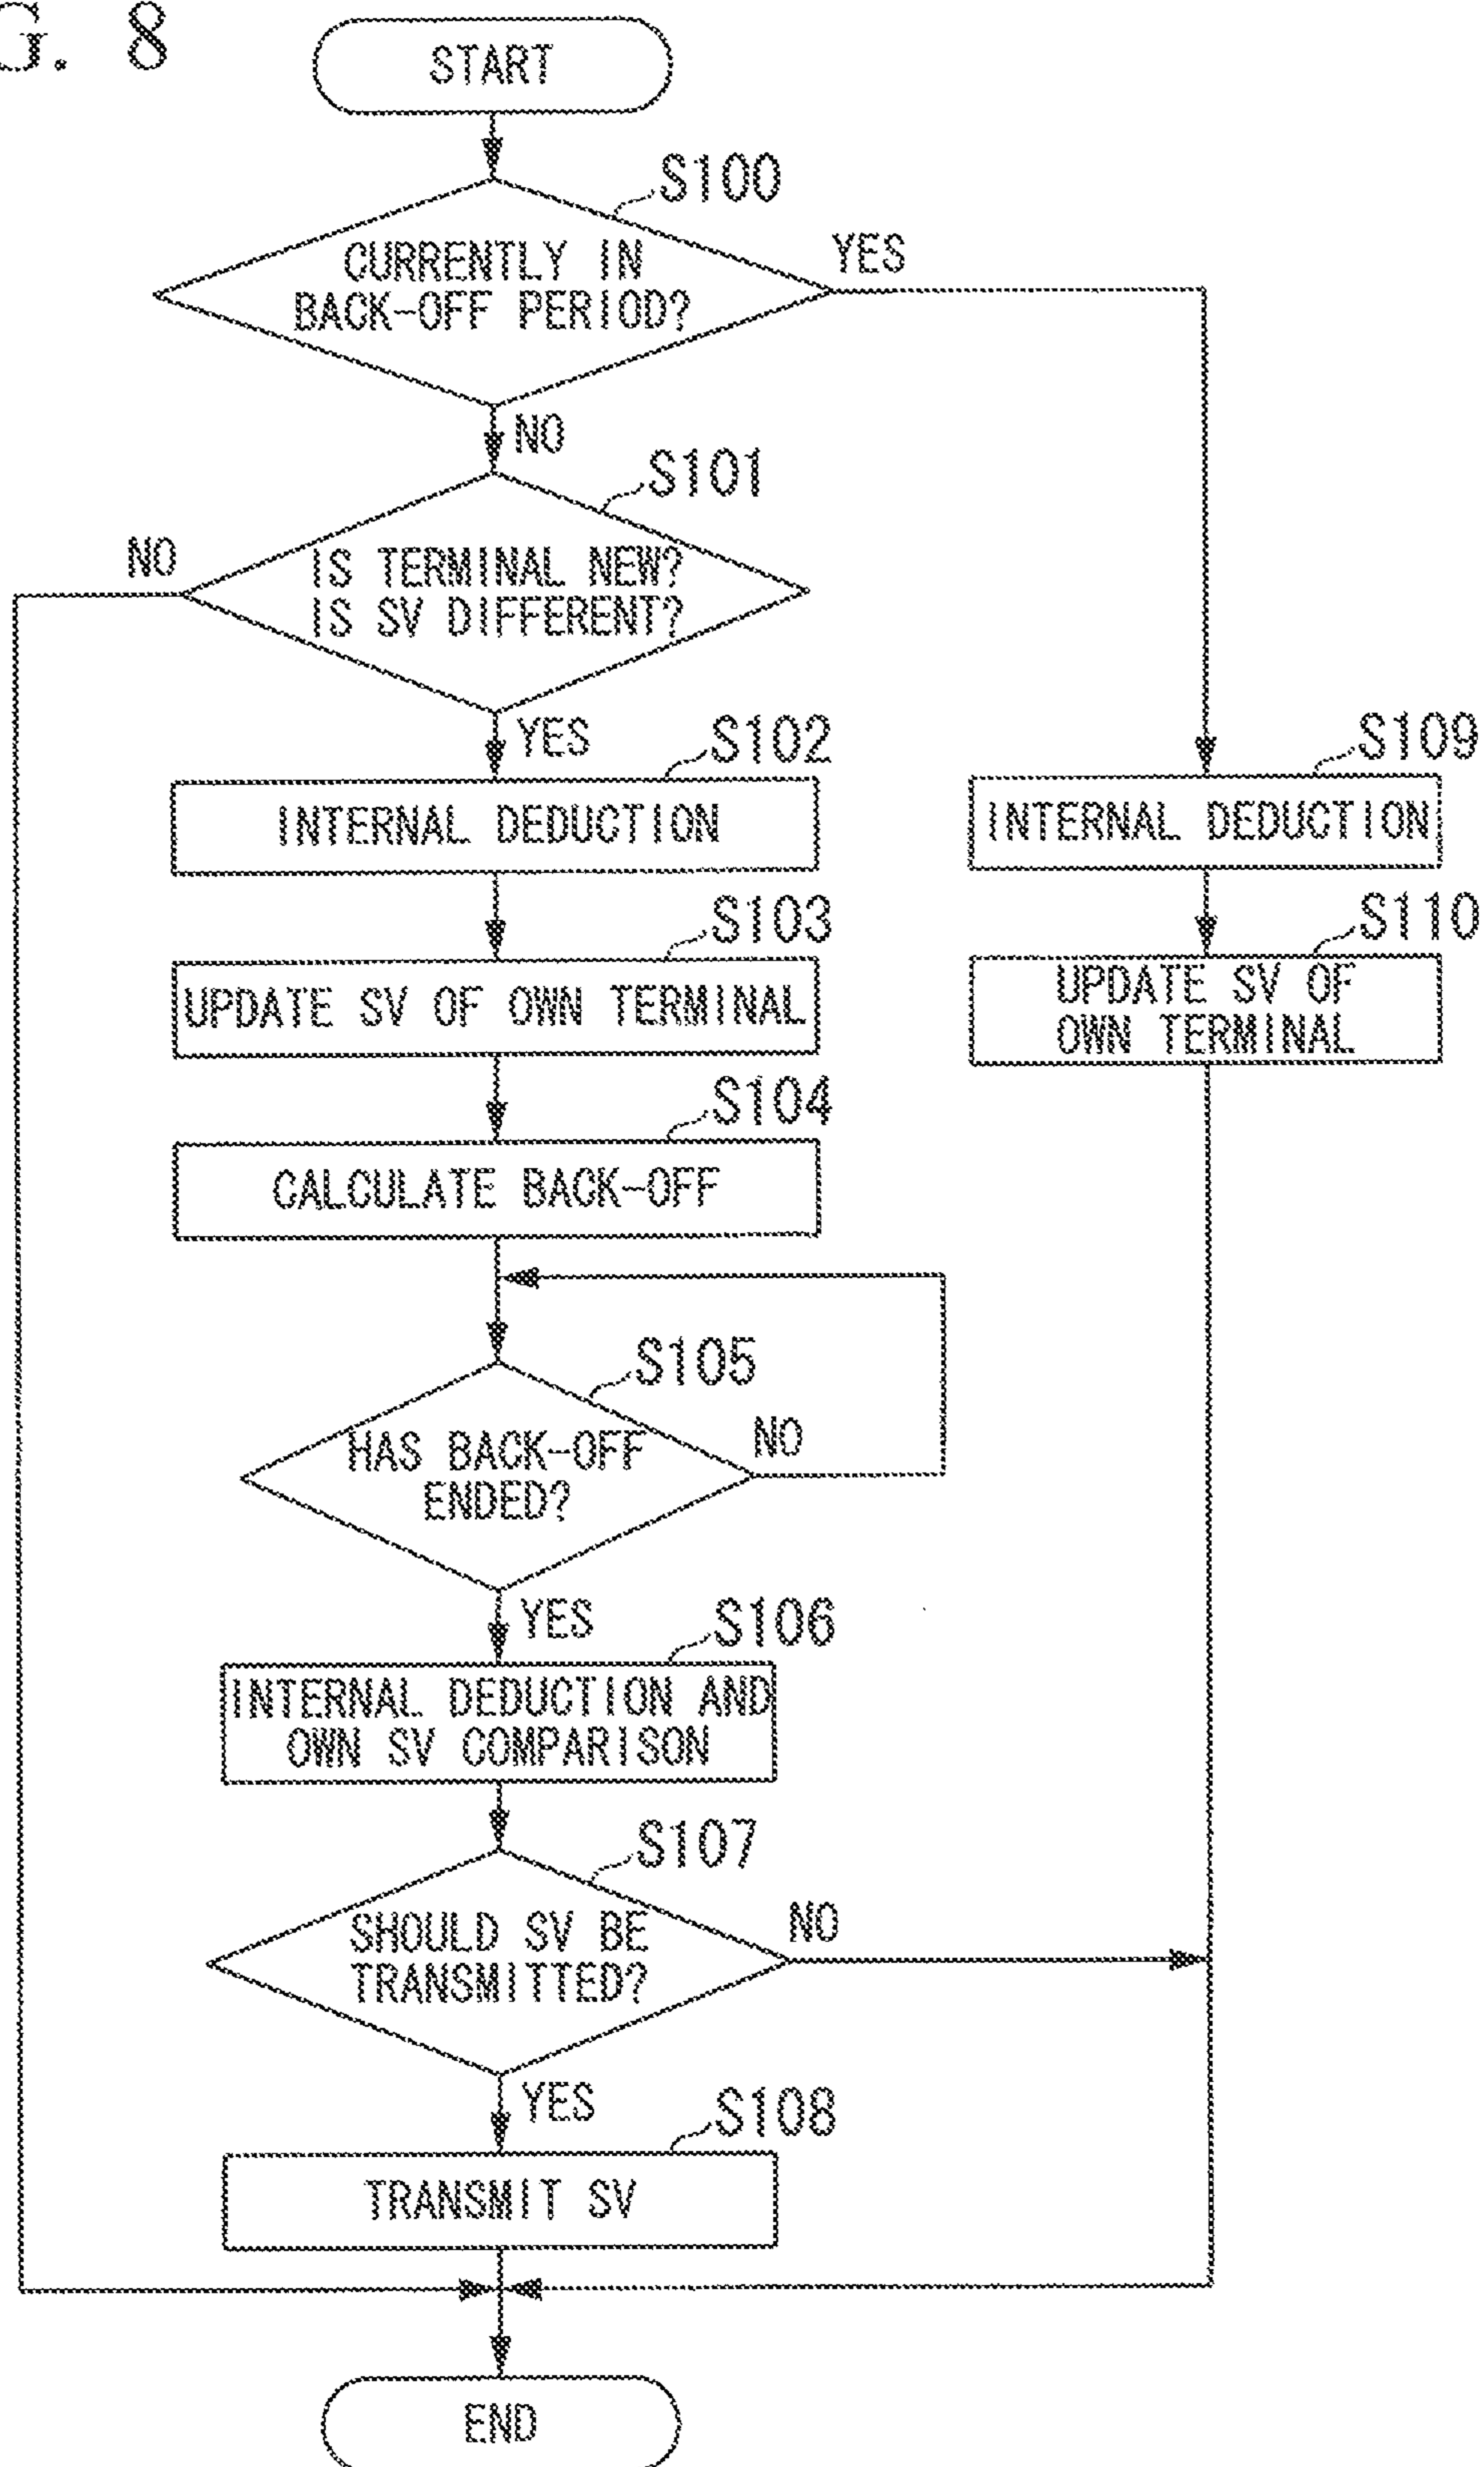 G. 8
START
S100
CURRENTLY IN
BACK-OFF PERIOD?
YES
NO
S101
NO
IS TERMINAL NEW?
IS SV DIFFERENT?
YES
S102
INTERNAL DEDUCTION
S109
INTERNAL DEDUCTION
S103
UPDATE SV OF OWN TERMINAL
S110
UPDATE SV OF
OWN TERMINAL
S104
CALCULATE BACK-OFF
S105
HAS BACK-OFF
ENDED?
NO
YES
S106
INTERNAL DEDUCTION AND
OWN SV COMPARISON
S107
SHOULD SV BE
TRANSMITTED?
NO
YES
S108
TRANSMIT SV
END